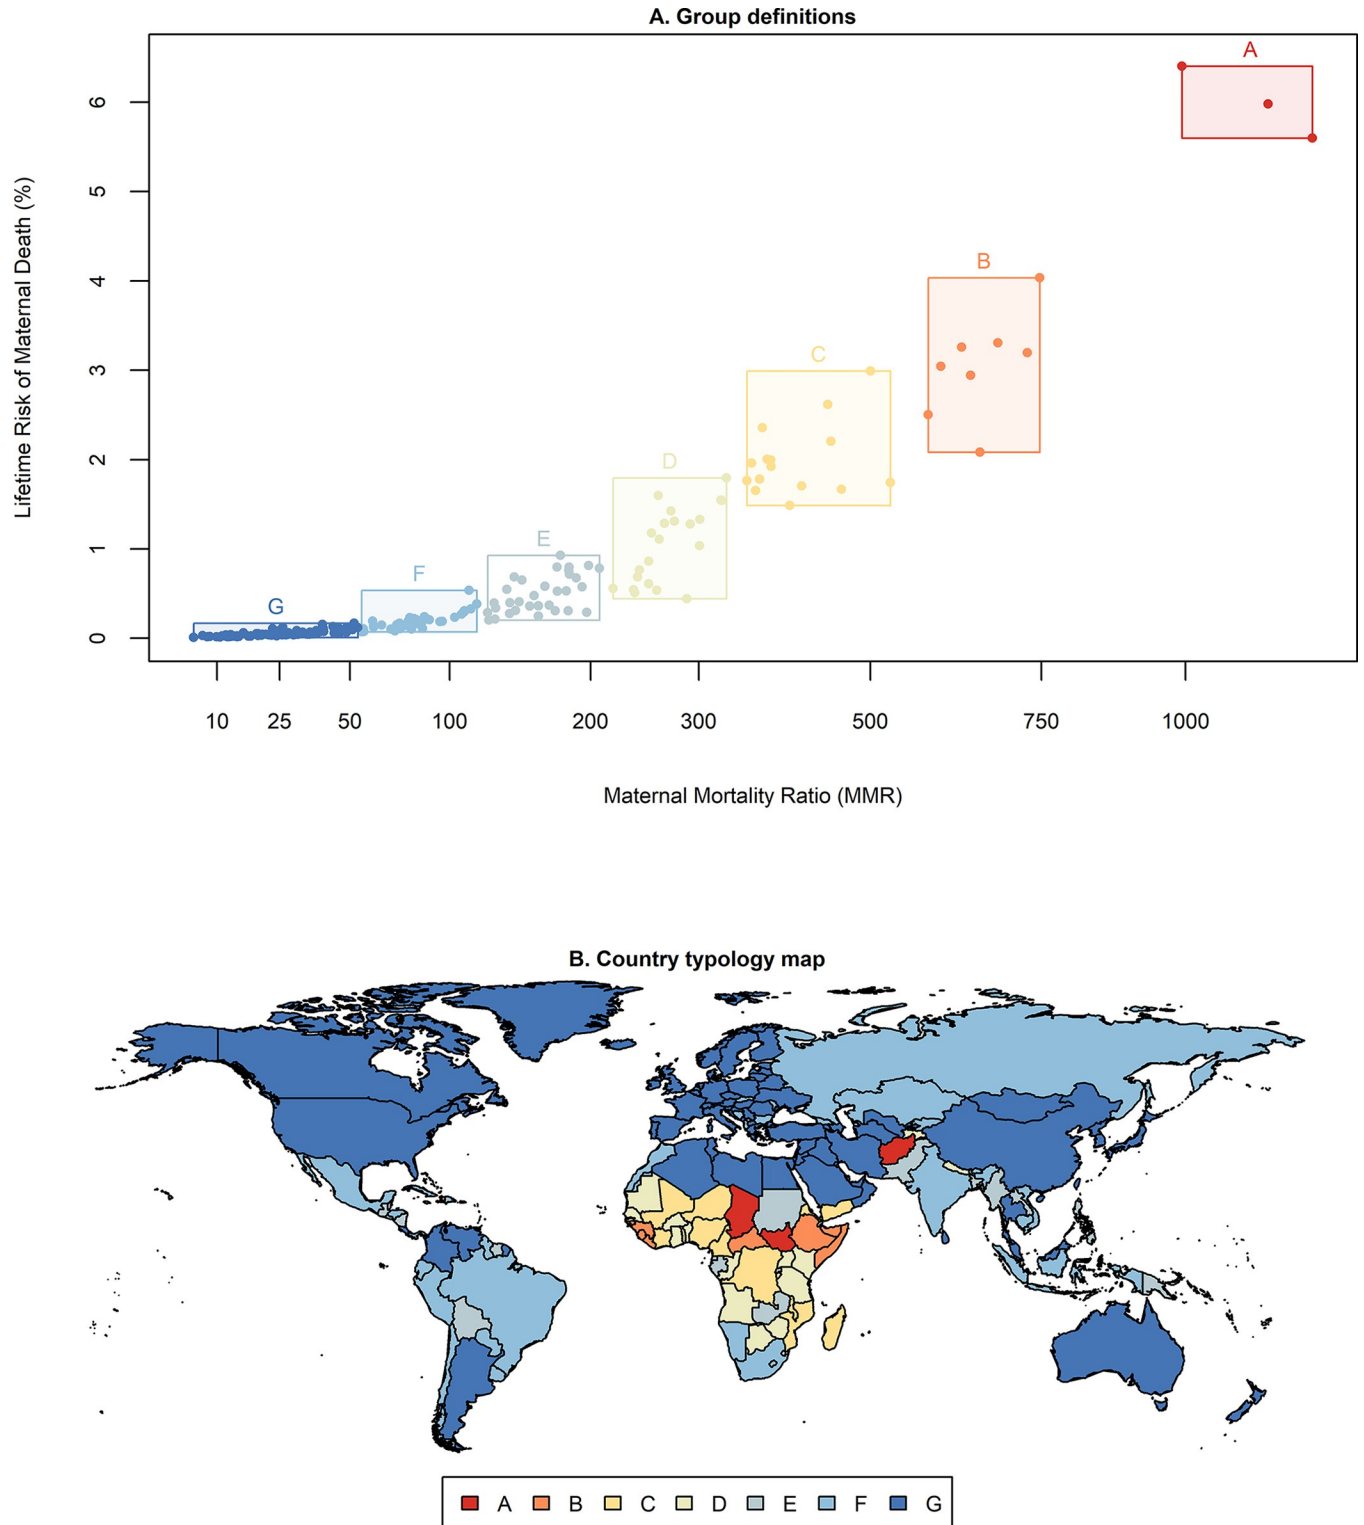 A. Group definitions
Lifetime Risk of Maternal Death (%)
6
5
4
3
2
1
0
A
B
C
D
E
F
G
10 25 50 100 200 300 500 750 1000
Maternal Mortality Ratio (MMR)
B. Country typology map
A B C D E F G